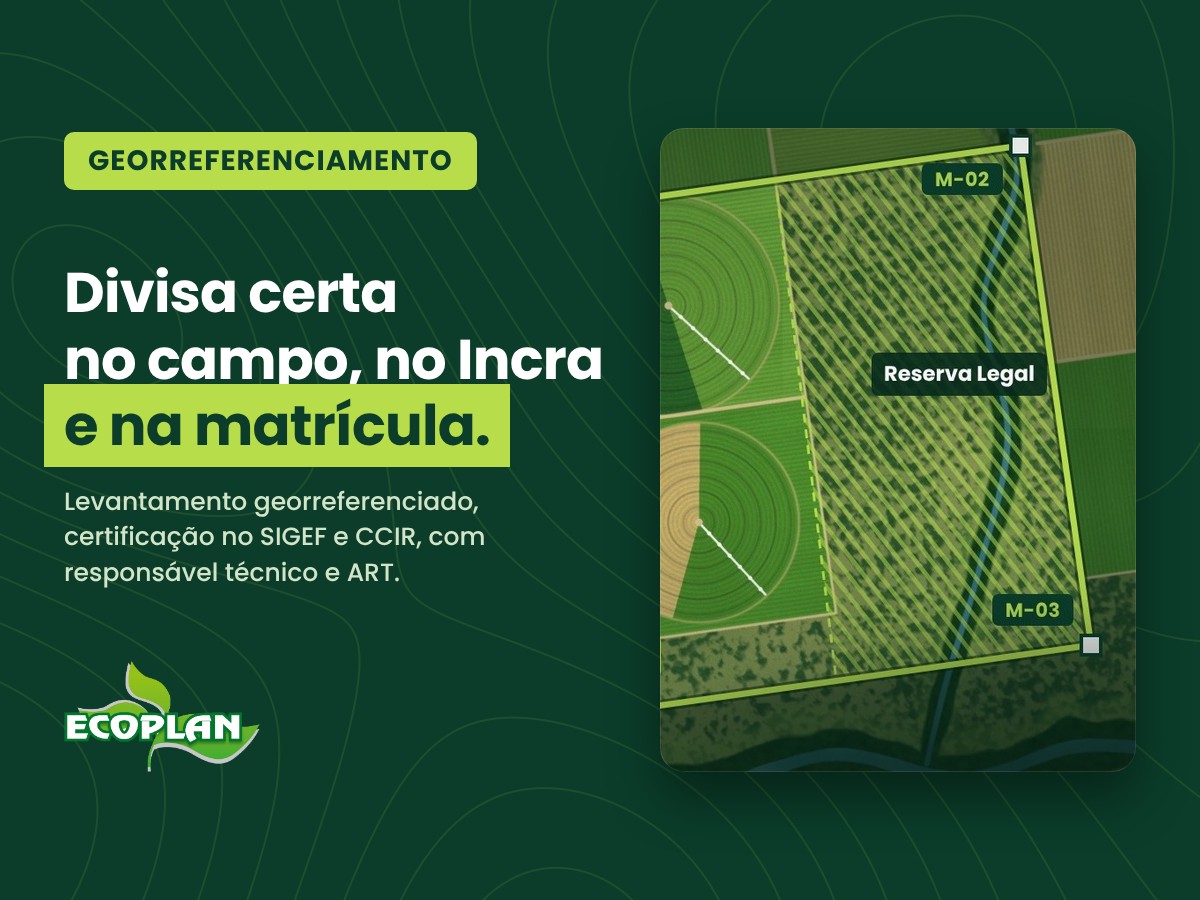 GEORREFERENCIAMENTO
Divisa certa
no campo, no Incra
e na matrícula.
Levantamento georreferenciado,
certificação no SIGEF e CCIR, com
responsável técnico e ART.
ECOPLAN
M-02
Reserva Legal
M-03